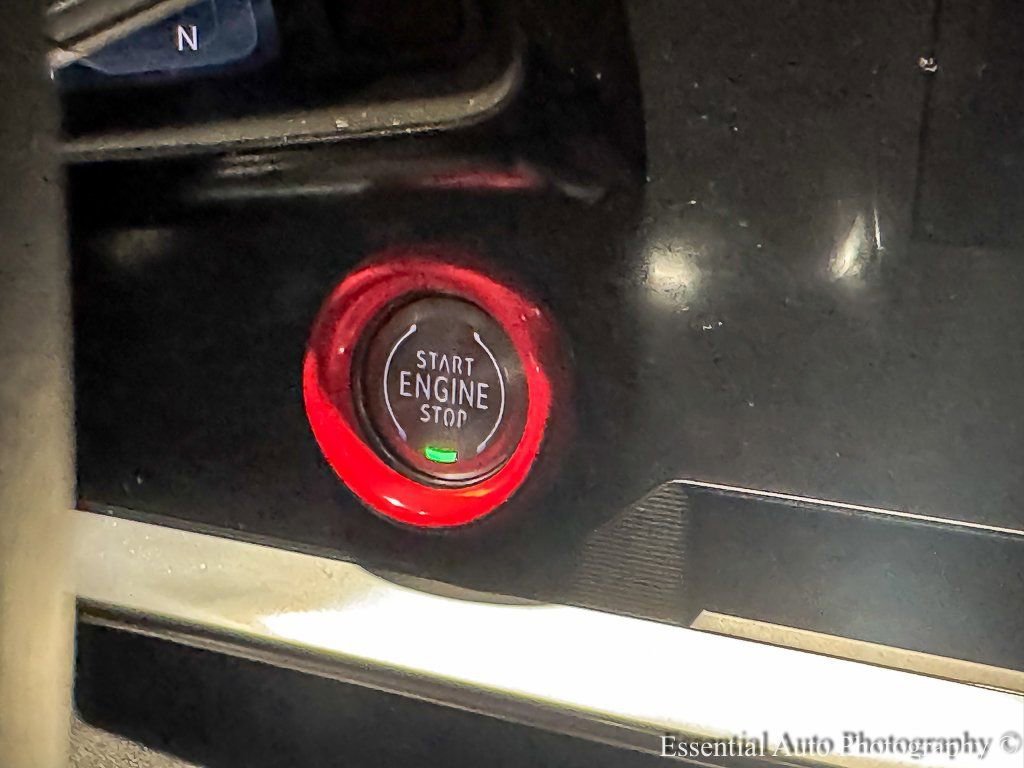 N
START
ENGINE
STOP
Essential Auto Photography ©